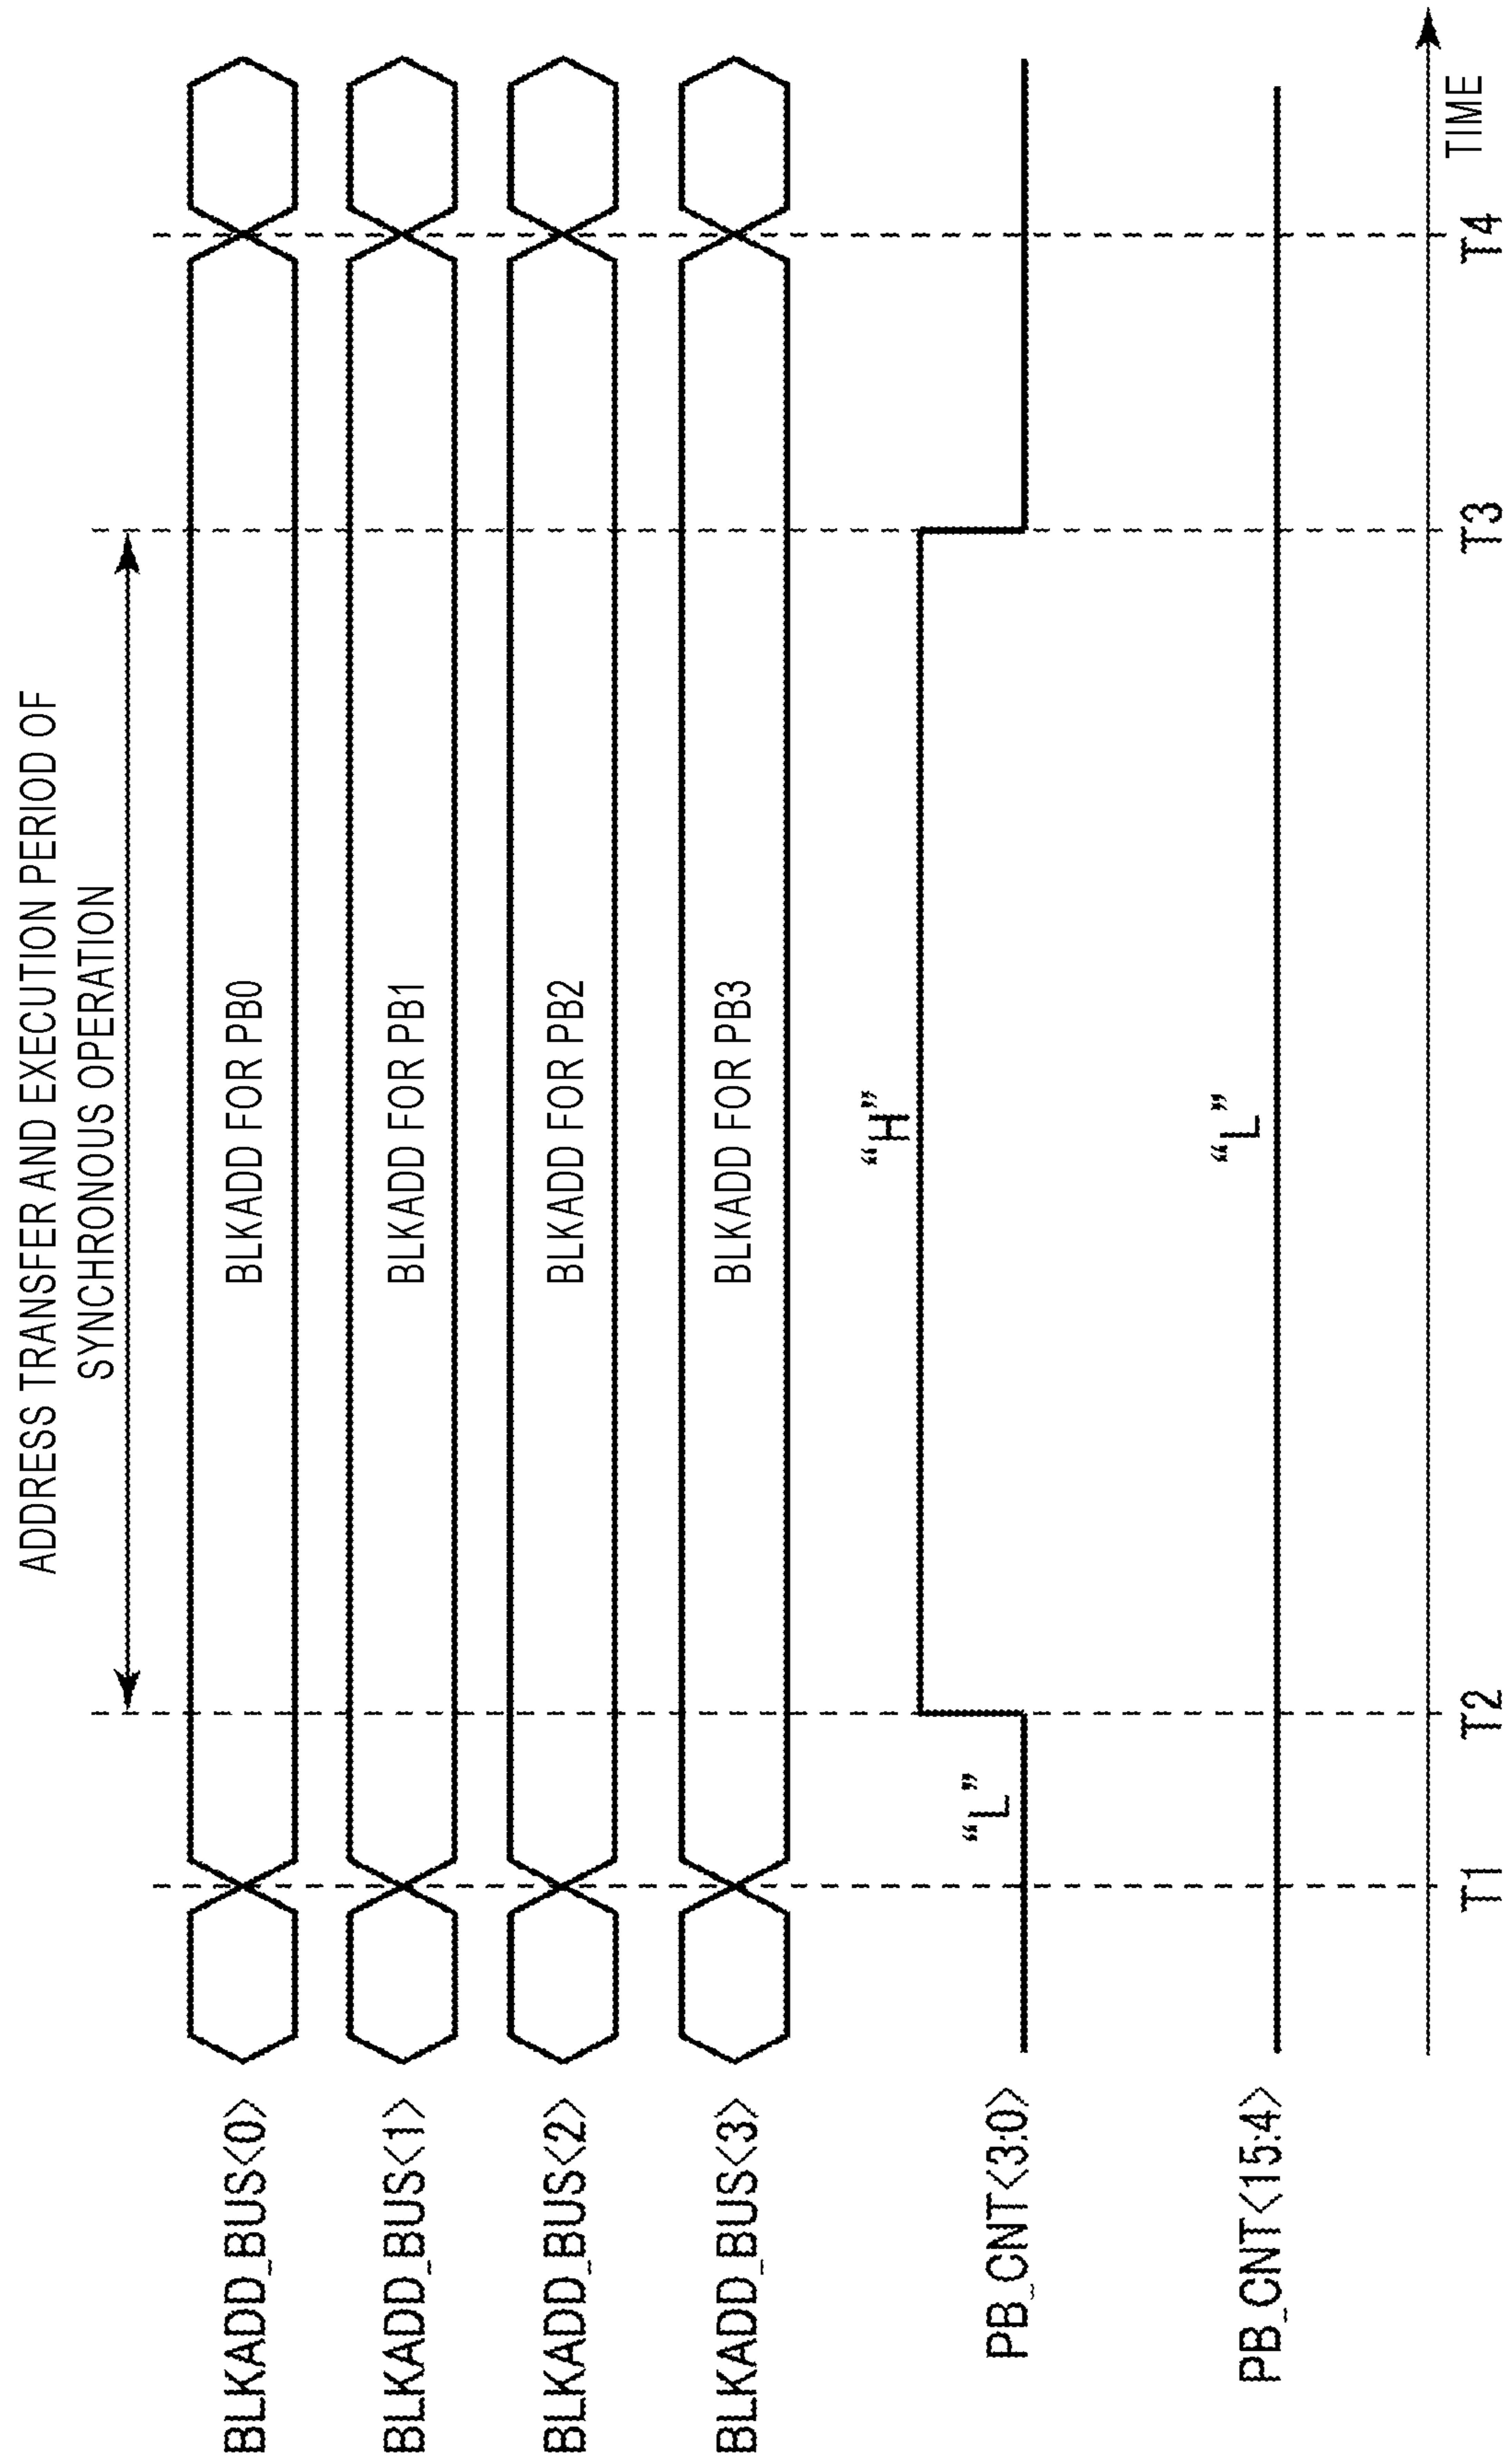 ADDRESS TRANSFER AND EXECUTION PERIOD OF
SYNCHRONOUS OPERATION
BLKADD_BUS<0>
BLKADD FOR PB0
BLKADD_BUS<1>
BLKADD FOR PB1
BLKADD_BUS<2>
BLKADD FOR PB2
BLKADD_BUS<3>
BLKADD FOR PB3
PB_CNT<3:0>
“L”
“H”
PB_CNT<15:4>
“L”
TIME
T1
T2
T3
T4